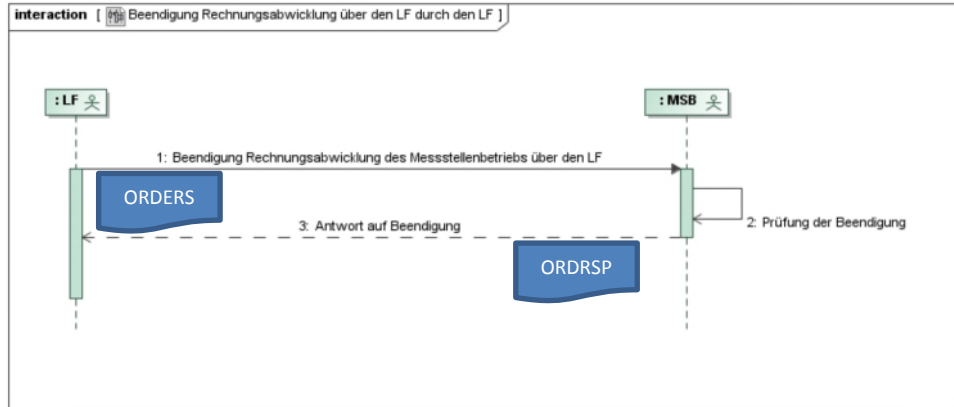 interaction [ Beendigung Rechnungsabwicklung über den LF durch den LF ]
: LF
: MSB
1: Beendigung Rechnungsabwicklung des Messstellenbetriebs über den LF
ORDERS
2: Prüfung der Beendigung
3: Antwort auf Beendigung
ORDRSP